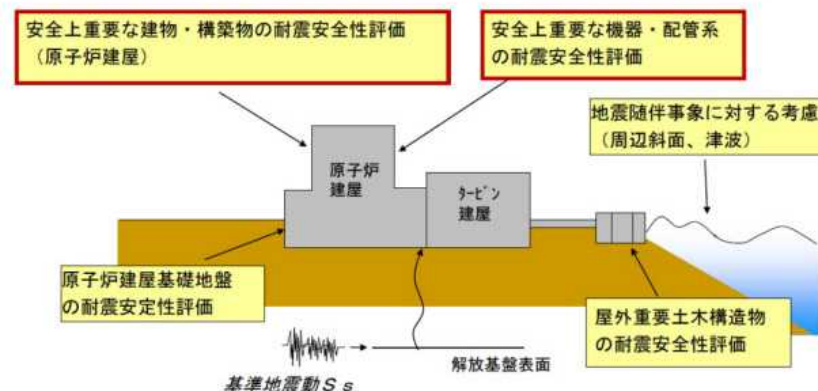 安全上重要な建物・構築物の耐震安全性評価
（原子炉建屋）
安全上重要な機器・配管系
の耐震安全性評価
地震随伴事象に対する考慮
（周辺斜面、津波）
原子炉
建屋
ﾀｰﾋﾞﾝ
建屋
原子炉建屋基礎地盤
の耐震安定性評価
屋外重要土木構造物
の耐震安全性評価
解放基盤表面
基準地震動Ｓｓ